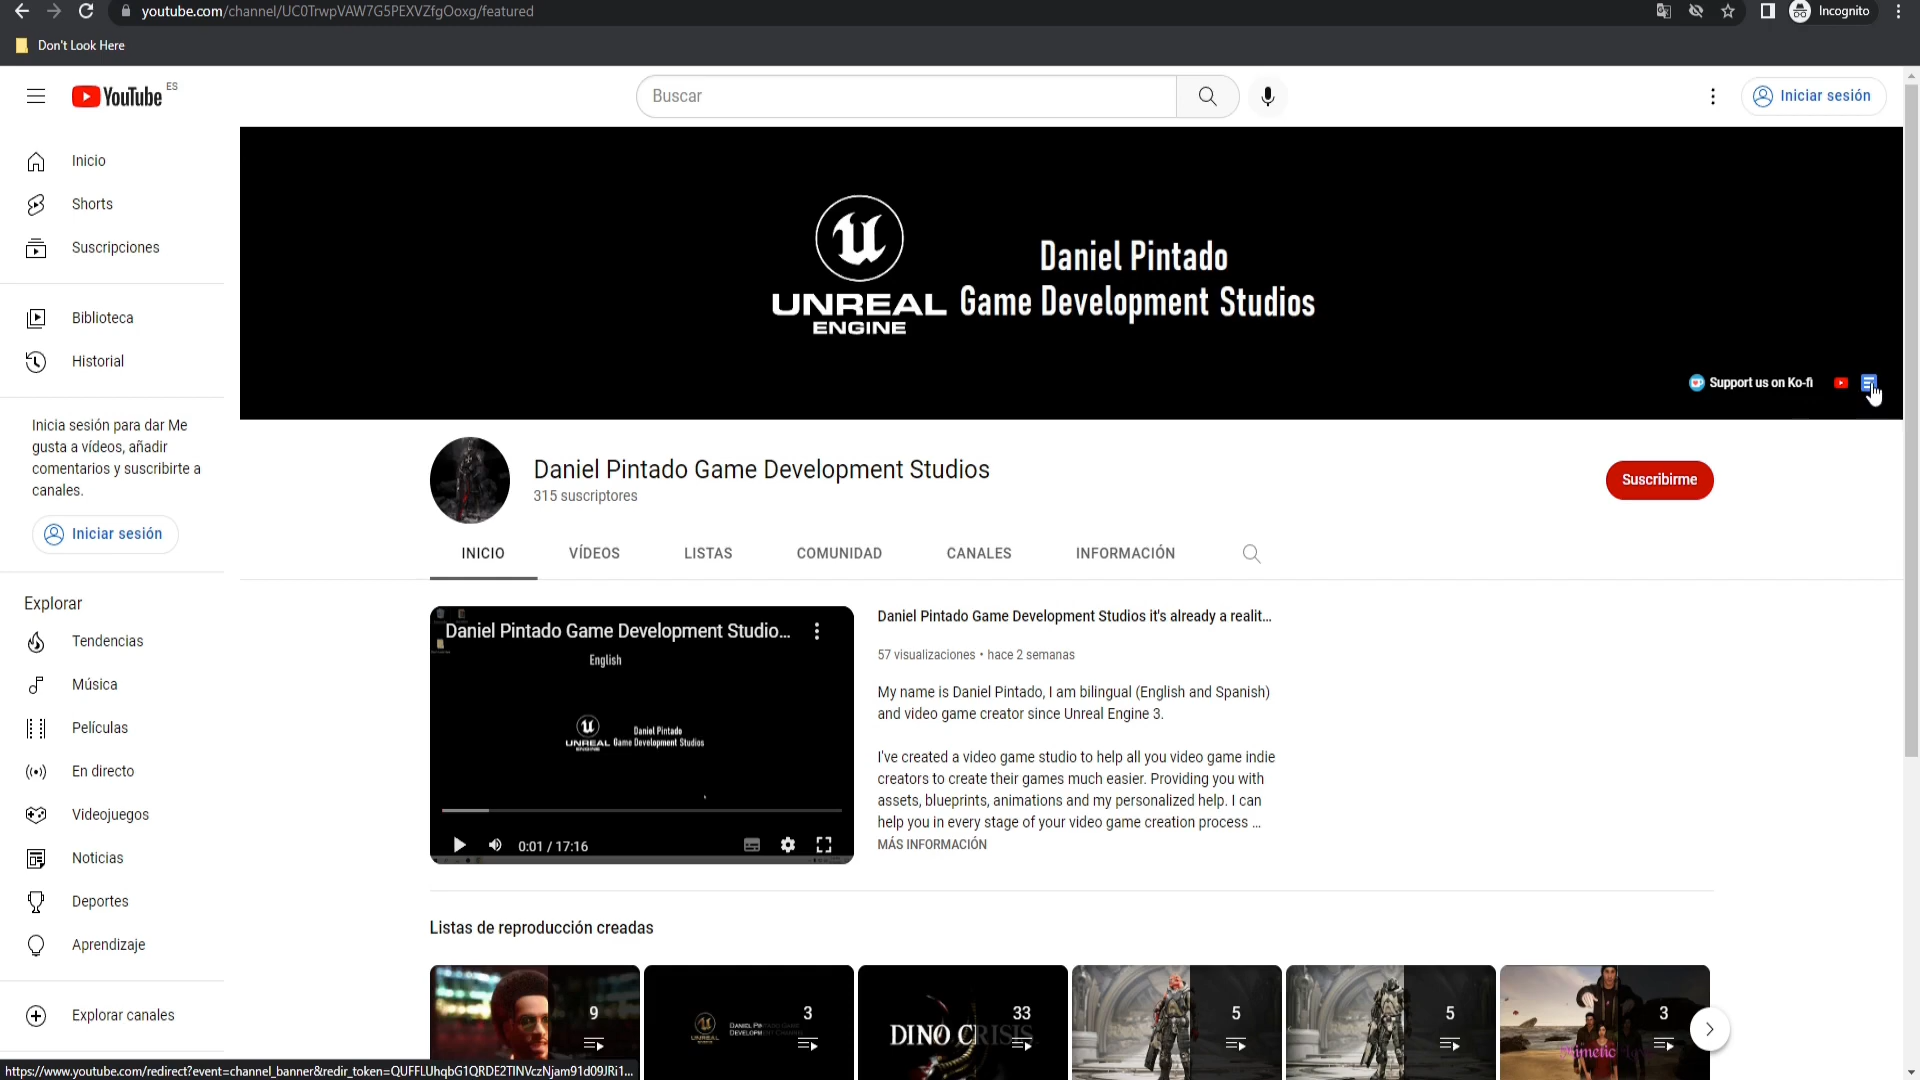 youtube.com/channel/UC0TrwpVAW7G5PEXVZfgOoxg/featured
Incognito
Don't Look Here
YouTube ES
Buscar
Iniciar sesión
Inicio
Shorts
Suscripciones
Biblioteca
Historial
Inicia sesión para dar Me
gusta a vídeos, añadir
comentarios y suscribirte a
canales.
Iniciar sesión
Explorar
Tendencias
Música
Películas
En directo
Videojuegos
Noticias
Deportes
Aprendizaje
Explorar canales
UNREAL
ENGINE
Daniel Pintado
Game Development Studios
Support us on Ko-fi
Daniel Pintado Game Development Studios
315 suscriptores
Suscribirme
INICIO
VÍDEOS
LISTAS
COMUNIDAD
CANALES
INFORMACIÓN
Daniel Pintado Game Development Studio...
English
UNREAL
ENGINE
Daniel Pintado
Game Development Studios
0:01 / 17:16
Daniel Pintado Game Development Studios it's already a realit...
57 visualizaciones • hace 2 semanas
My name is Daniel Pintado, I am bilingual (English and Spanish)
and video game creator since Unreal Engine 3.
I've created a video game studio to help all you video game indie
creators to create their games much easier. Providing you with
assets, blueprints, animations and my personalized help. I can
help you in every stage of your video game creation process ...
MÁS INFORMACIÓN
Listas de reproducción creadas
9
3
DINO CRISIS
33
5
5
3
https://www.youtube.com/redirect?event=channel_banner&redir_token=QUFFLUhqbG1QRDE2TlNVczNjam91d09JRi1...